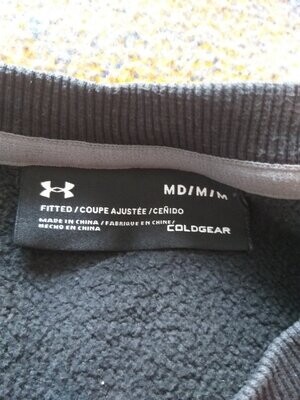 MD/M/M
FITTED/COUPE AJUSTÉE/CEÑIDO
MADE IN CHINA/FABRIQUÉ EN CHINE/
HECHO EN CHINA
COLDGEAR